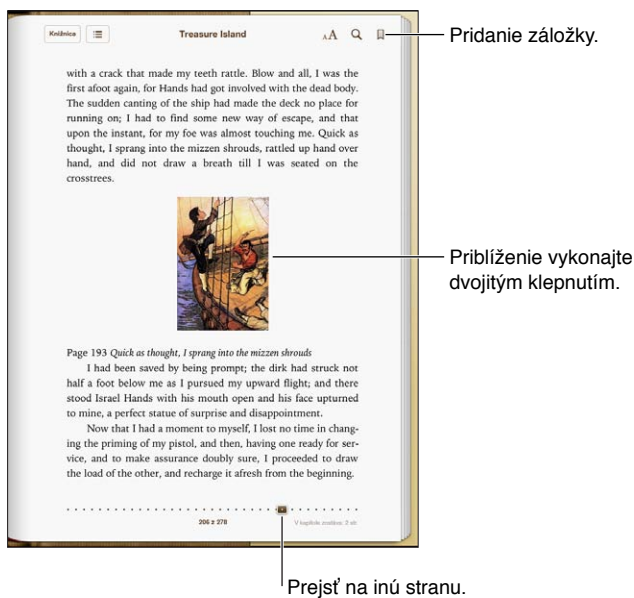 Knižnica
Treasure Island
AA
Pridanie záložky.
with a crack that made my teeth rattle. Blow and all, I was the
first afoot again, for Hands had got involved with the dead body.
The sudden canting of the ship had made the deck no place for
running on; I had to find some new way of escape, and that
upon the instant, for my foe was almost touching me. Quick as
thought, I sprang into the mizzen shrouds, rattled up hand over
hand, and did not draw a breath till I was seated on the
crosstrees.
Priblíženie vykonajte
dvojitým klepnutím.
Page 193 Quick as thought, I sprang into the mizzen shrouds
I had been saved by being prompt; the dirk had struck not
half a foot below me as I pursued my upward flight; and there
stood Israel Hands with his mouth open and his face upturned
to mine, a perfect statue of surprise and disappointment.
Now that I had a moment to myself, I lost no time in chang-
ing the priming of my pistol, and then, having one ready for ser-
vice, and to make assurance doubly sure, I proceeded to draw
the load of the other, and recharge it afresh from the beginning.
206 z 278
V kapitole zostáva: 2 str.
Prejsť na inú stranu.